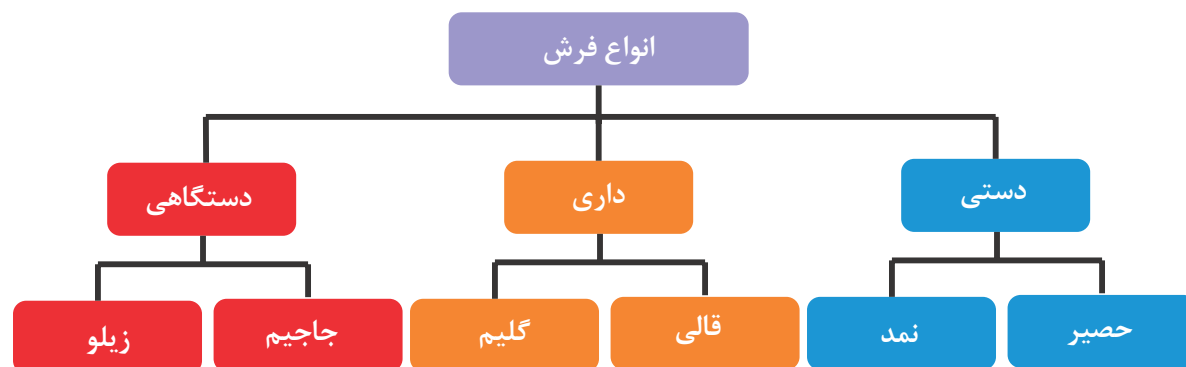 انواع فرش
دستی
داری
دستگاهی
حصیر
نمد
قالی
گلیم
جاجیم
زیلو